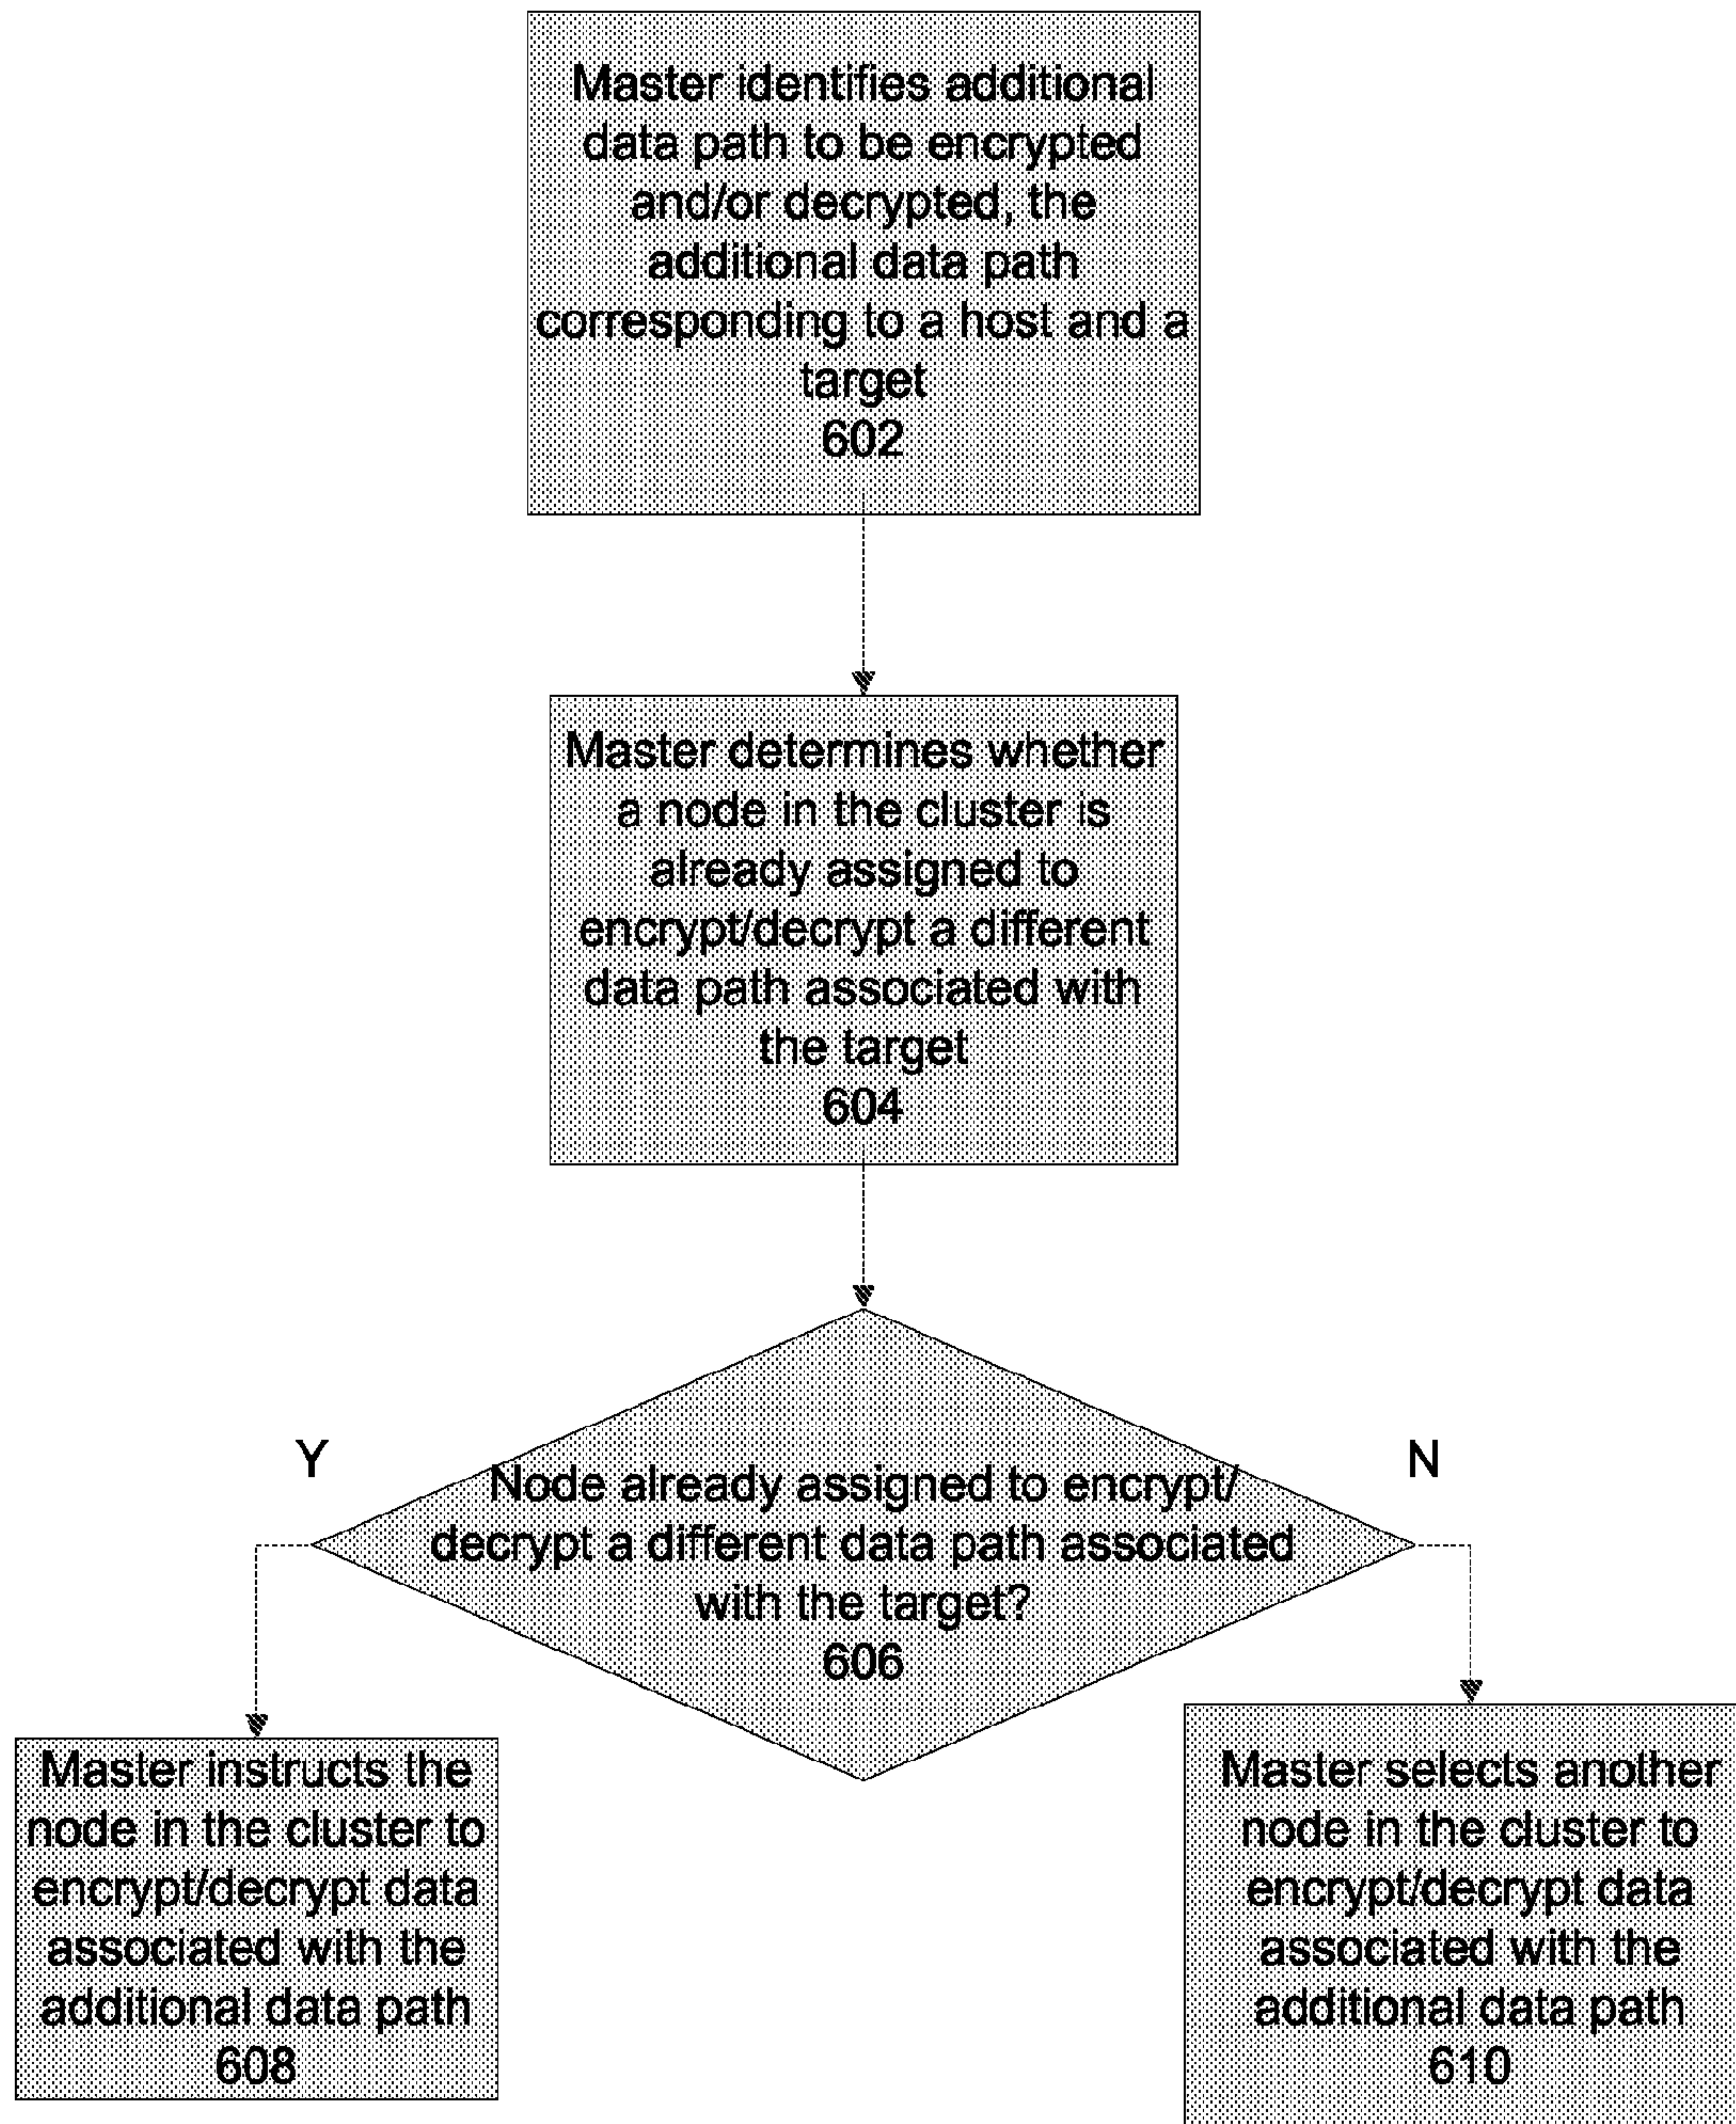 Master identifies additional
data path to be encrypted
and/or decrypted, the
additional data path
corresponding to a host and a
target
602
Master determines whether
a node in the cluster is
already assigned to
encrypt/decrypt a different
data path associated with
the target
604
Y
N
Node already assigned to encrypt/
decrypt a different data path associated
with the target?
606
Master instructs the
node in the cluster to
encrypt/decrypt data
associated with the
additional data path
608
Master selects another
node in the cluster to
encrypt/decrypt data
associated with the
additional data path
610